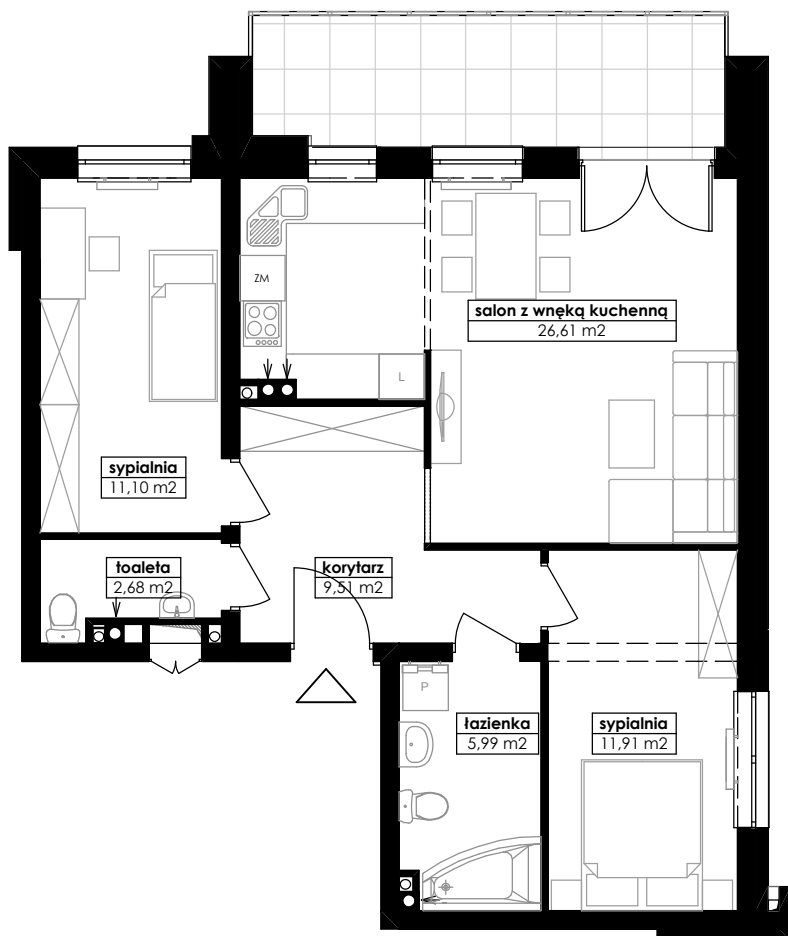 ZM
salon z wnęką kuchenną
26,61 m2
L
sypialnia
11,10 m2
toaleta
2,68 m2
korytarz
9,51 m2
P
łazienka
5,99 m2
sypialnia
11,91 m2